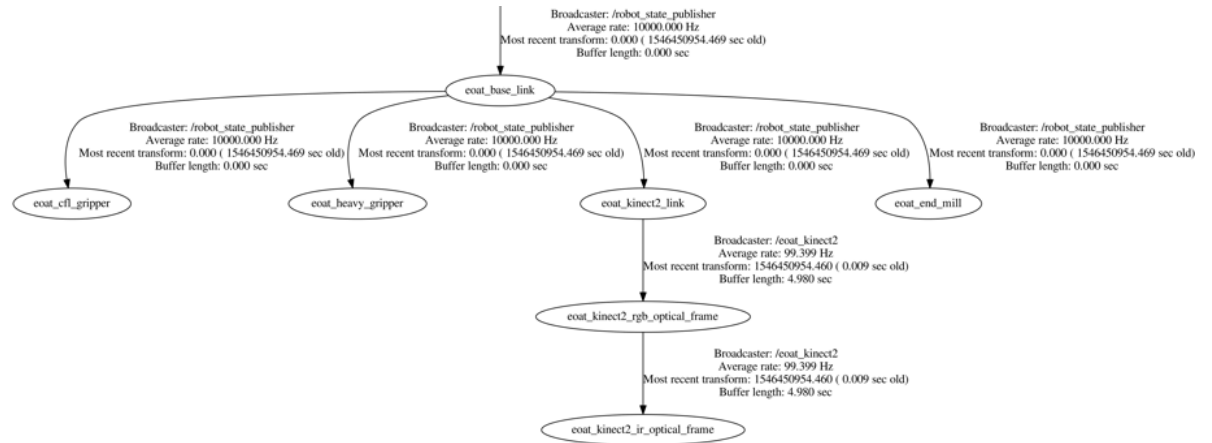 Broadcaster: /robot_state_publisher
Average rate: 10000.000 Hz
Most recent transform: 0.000 ( 1546450954.469 sec old)
Buffer length: 0.000 sec
eoat_base_link
Broadcaster: /robot_state_publisher
Average rate: 10000.000 Hz
Most recent transform: 0.000 ( 1546450954.469 sec old)
Buffer length: 0.000 sec
Broadcaster: /robot_state_publisher
Average rate: 10000.000 Hz
Most recent transform: 0.000 ( 1546450954.469 sec old)
Buffer length: 0.000 sec
Broadcaster: /robot_state_publisher
Average rate: 10000.000 Hz
Most recent transform: 0.000 ( 1546450954.469 sec old)
Buffer length: 0.000 sec
Broadcaster: /robot_state_publisher
Average rate: 10000.000 Hz
Most recent transform: 0.000 ( 1546450954.469 sec old)
Buffer length: 0.000 sec
eoat_cfl_gripper
eoat_heavy_gripper
eoat_kinect2_link
eoat_end_mill
Broadcaster: /eoat_kinect2
Average rate: 99.399 Hz
Most recent transform: 1546450954.460 ( 0.009 sec old)
Buffer length: 4.980 sec
eoat_kinect2_rgb_optical_frame
Broadcaster: /eoat_kinect2
Average rate: 99.399 Hz
Most recent transform: 1546450954.460 ( 0.009 sec old)
Buffer length: 4.980 sec
eoat_kinect2_ir_optical_frame